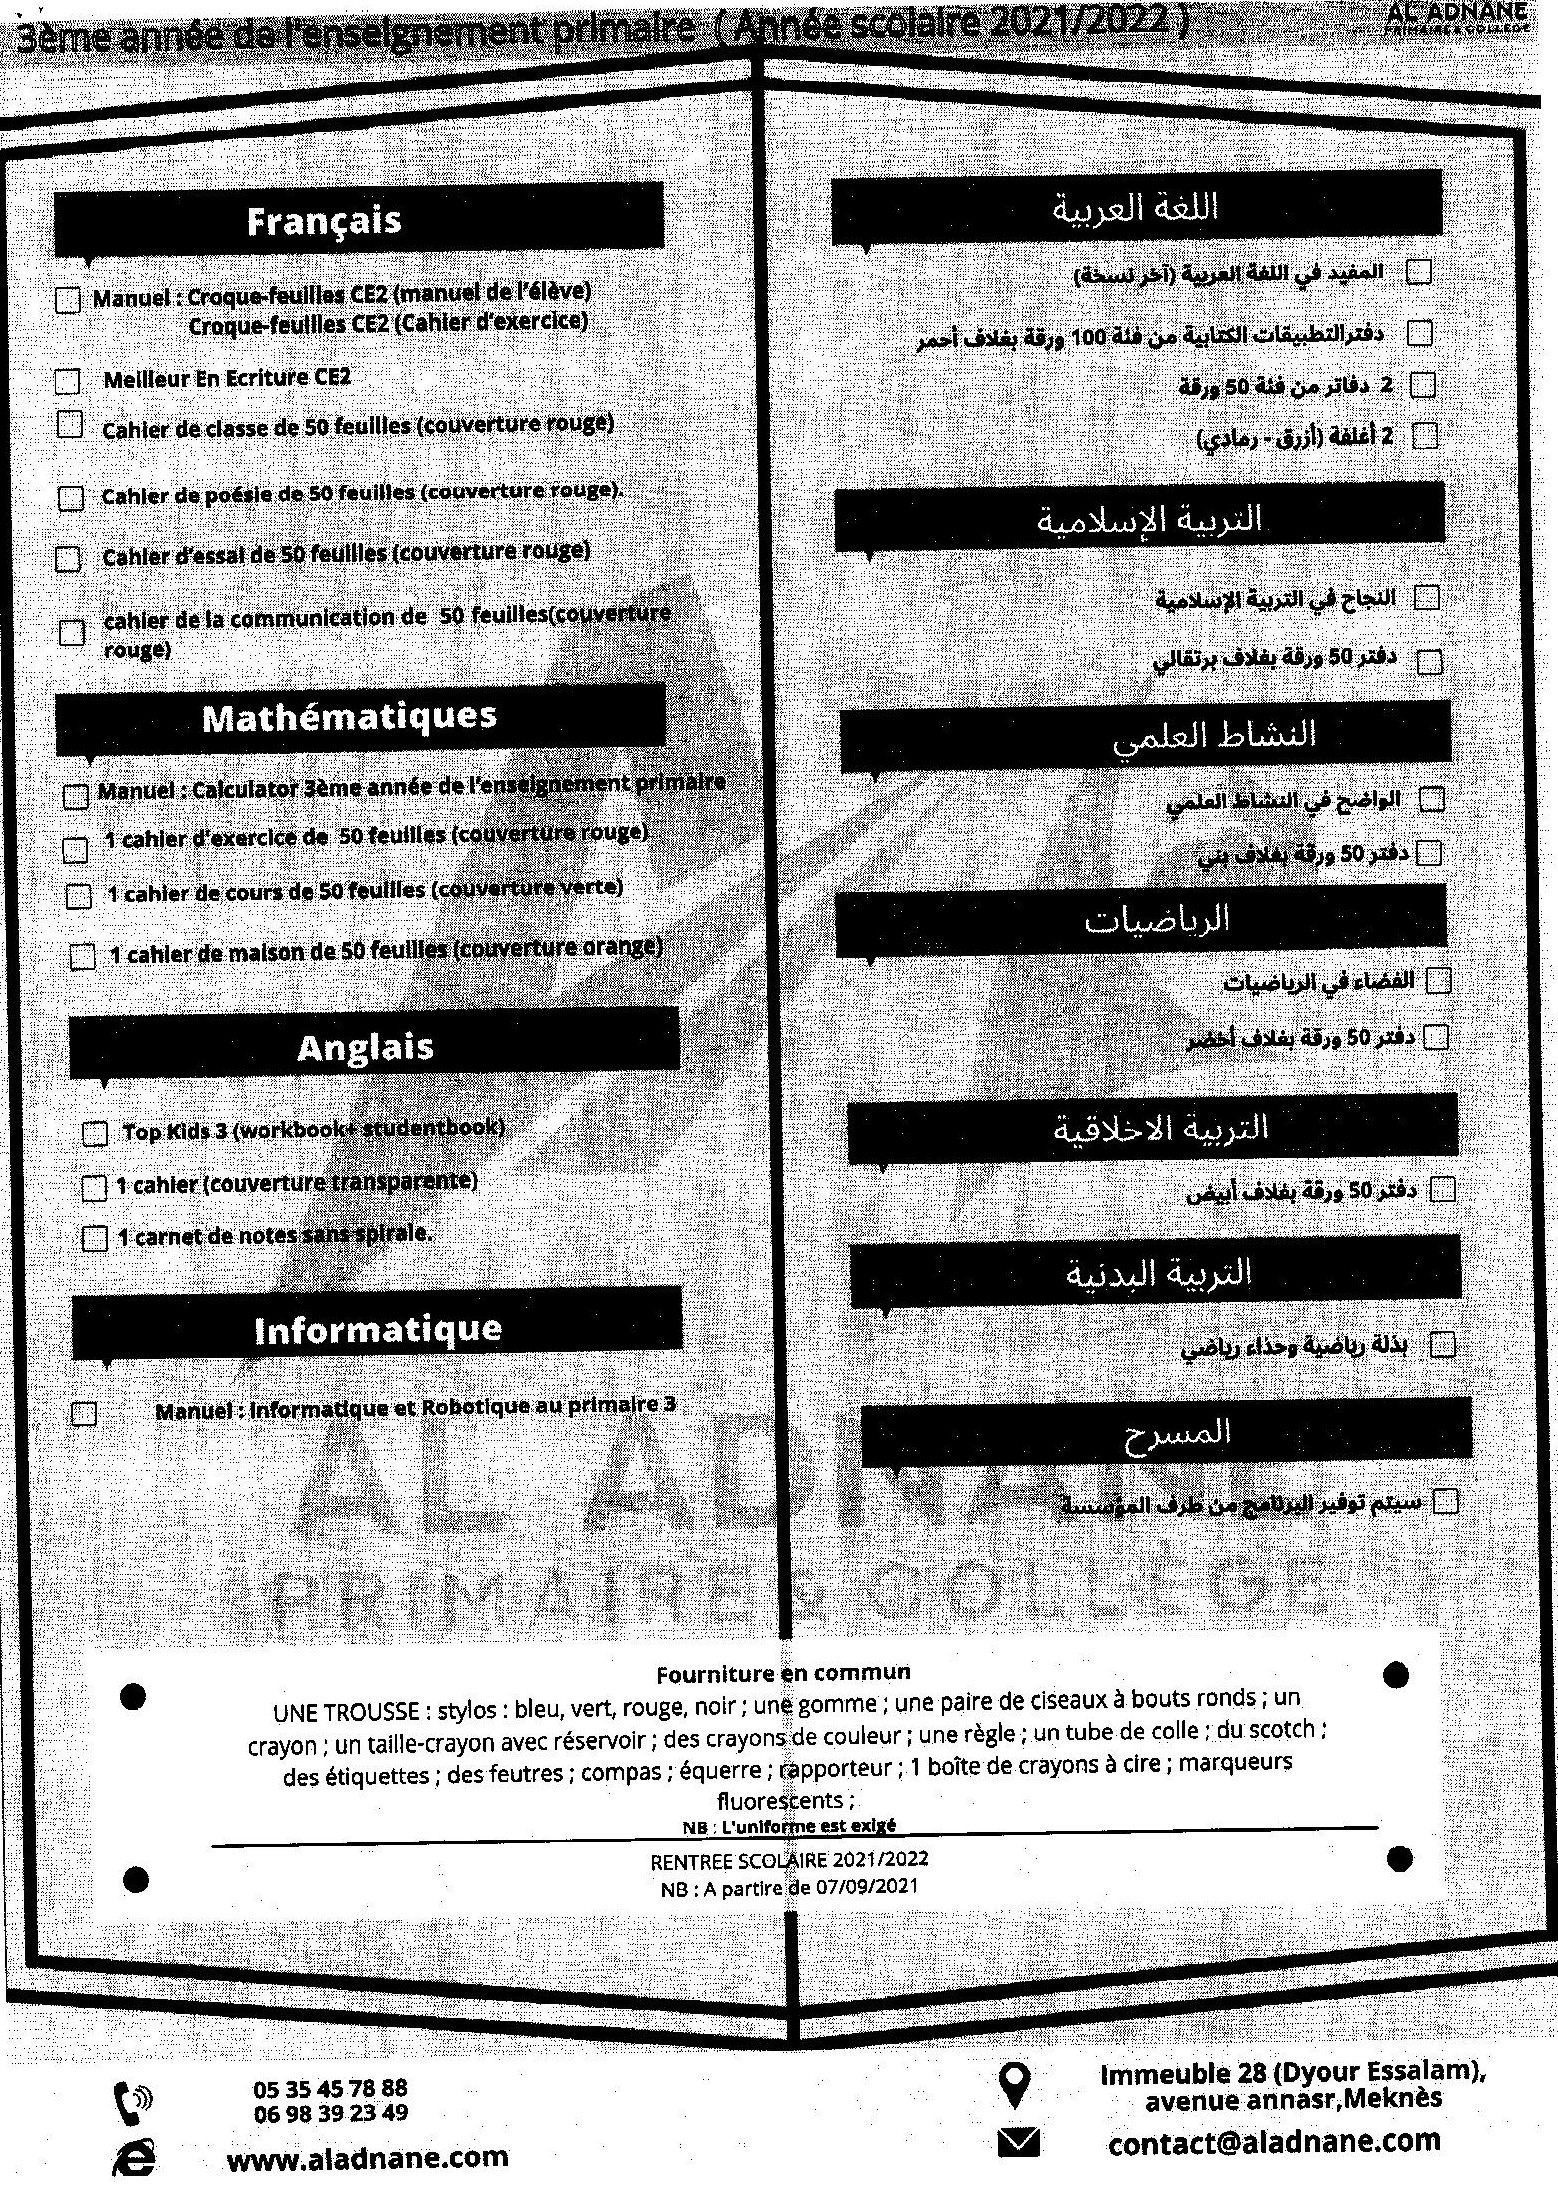 3ème année de l'enseignement primaire ( Année scolaire 2021/2022 )
AL ADNANE
PRIMAIRE & COLLEGE
Français
Manuel : Croque-feuilles CE2 (manuel de l'élève)
Croque-feuilles CE2 (Cahier d'exercice)
Meilleur En Ecriture CE2
Cahier de classe de 50 feuilles (couverture rouge)
Cahier de poésie de 50 feuilles (couverture rouge).
Cahier d'essai de 50 feuilles (couverture rouge)
cahier de la communication de 50 feuilles(couverture
rouge)
Mathématiques
Manuel : Calculator 3ème année de l'enseignement primaire
1 cahier d'exercice de 50 feuilles (couverture rouge)
1 cahier de cours de 50 feuilles (couverture verte)
1 cahier de maison de 50 feuilles (couverture orange)
Anglais
Top Kids 3 (workbook+ studentbook)
1 cahier (couverture transparente)
1 carnet de notes sans spirale.
Informatique
Manuel : Informatique et Robotique au primaire 3
اللغة العربية
المفيد في اللغة العربية (آخر نسخة)
دفترالتطبيقات الكتابية من فئة 100 ورقة بغلاف أحمر
2 دفاتر من فئة 50 ورقة
2 أغلفة (أزرق - رمادي)
التربية الإسلامية
النجاح في التربية الإسلامية
دفتر 50 ورقة بغلاف برتقالي
النشاط العلمي
الواضح في النشاط العلمي
دفتر 50 ورقة بغلاف بني
الرياضيات
الفضاء في الرياضيات
دفتر 50 ورقة بغلاف أخضر
التربية الاخلاقية
دفتر 50 ورقة بغلاف أبيض
التربية البدنية
بذلة رياضية وحذاء رياضي
المسرح
سيتم توفير البرنامج من طرف المؤسسة
AL ADNANE
PRIMAIRE & COLLEGE
Fourniture en commun
UNE TROUSSE : stylos : bleu, vert, rouge, noir ; une gomme ; une paire de ciseaux à bouts ronds ; un
crayon ; un taille-crayon avec réservoir ; des crayons de couleur ; une règle ; un tube de colle ; du scotch ;
des étiquettes ; des feutres ; compas ; équerre ; rapporteur ; 1 boîte de crayons à cire ; marqueurs
fluorescents ;
NB : L'uniforme est exigé
RENTREE SCOLAIRE 2021/2022
NB : A partire de 07/09/2021
05 35 45 78 88
06 98 39 23 49
www.aladnane.com
Immeuble 28 (Dyour Essalam),
avenue annasr,Meknès
contact@aladnane.com